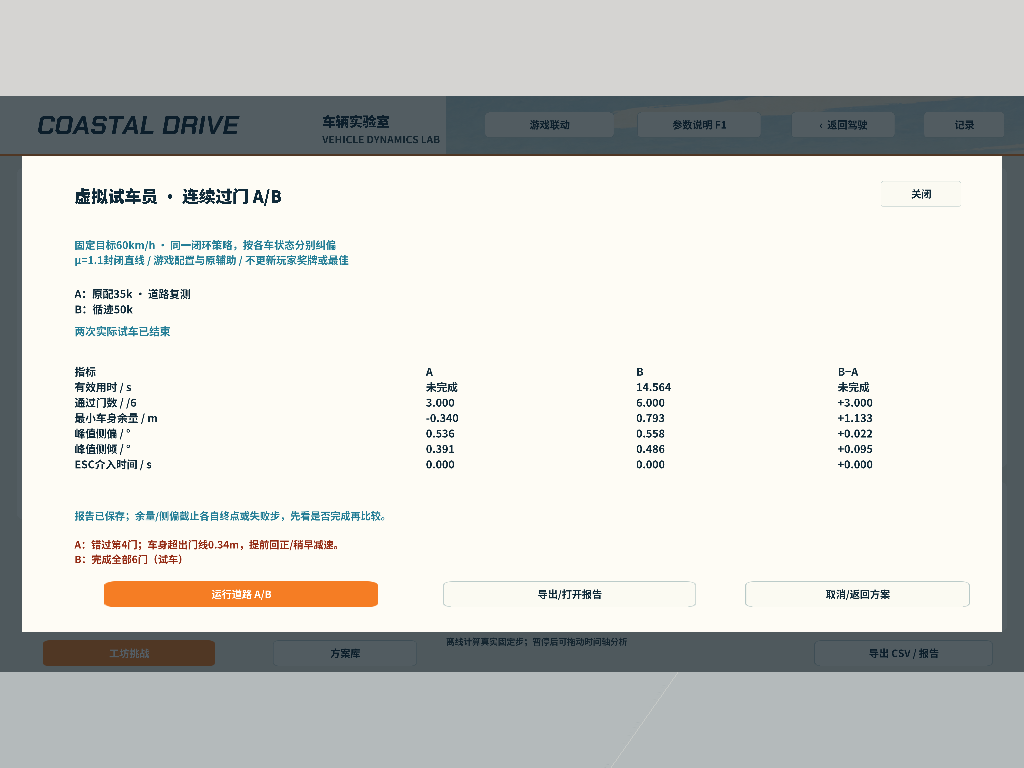 COASTAL DRIVE
车辆实验室
VEHICLE DYNAMICS LAB
游戏联动
参数说明 F1
‹ 返回驾驶
记录
虚拟试车员 · 连续过门 A/B
关闭
固定目标60km/h · 同一闭环策略，按各车状态分别纠偏
μ=1.1封闭直线 / 游戏配置与原辅助 / 不更新玩家奖牌或最佳
A：原配35k · 道路复测
B：循迹50k
两次实际试车已结束
指标 A B B−A
有效用时 / s 未完成 14.564 未完成
通过门数 / /6 3.000 6.000 +3.000
最小车身余量 / m -0.340 0.793 +1.133
峰值侧偏 / ° 0.536 0.558 +0.022
峰值侧倾 / ° 0.391 0.486 +0.095
ESC介入时间 / s 0.000 0.000 +0.000
报告已保存；余量/侧偏截止各自终点或失败步，先看是否完成再比较。
A：错过第4门；车身超出门线0.34m，提前回正/稍早减速。
B：完成全部6门（试车）
运行道路 A/B
导出/打开报告
取消/返回方案
工坊挑战
方案库
离线计算真实固定步；暂停后可拖动时间轴分析
导出 CSV / 报告